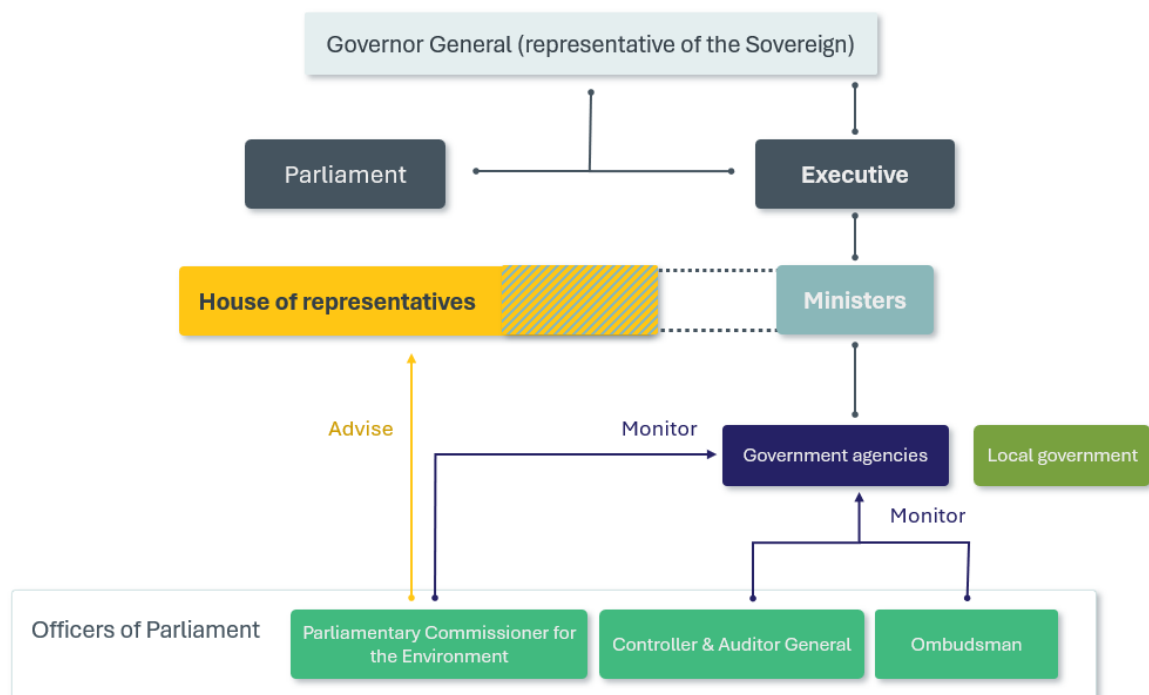 Governor General (representative of the Sovereign)
Parliament
Executive
House of representatives
Ministers
Advise
Monitor
Government agencies
Local government
Monitor
Officers of Parliament
Parliamentary Commissioner for
the Environment
Controller & Auditor General
Ombudsman